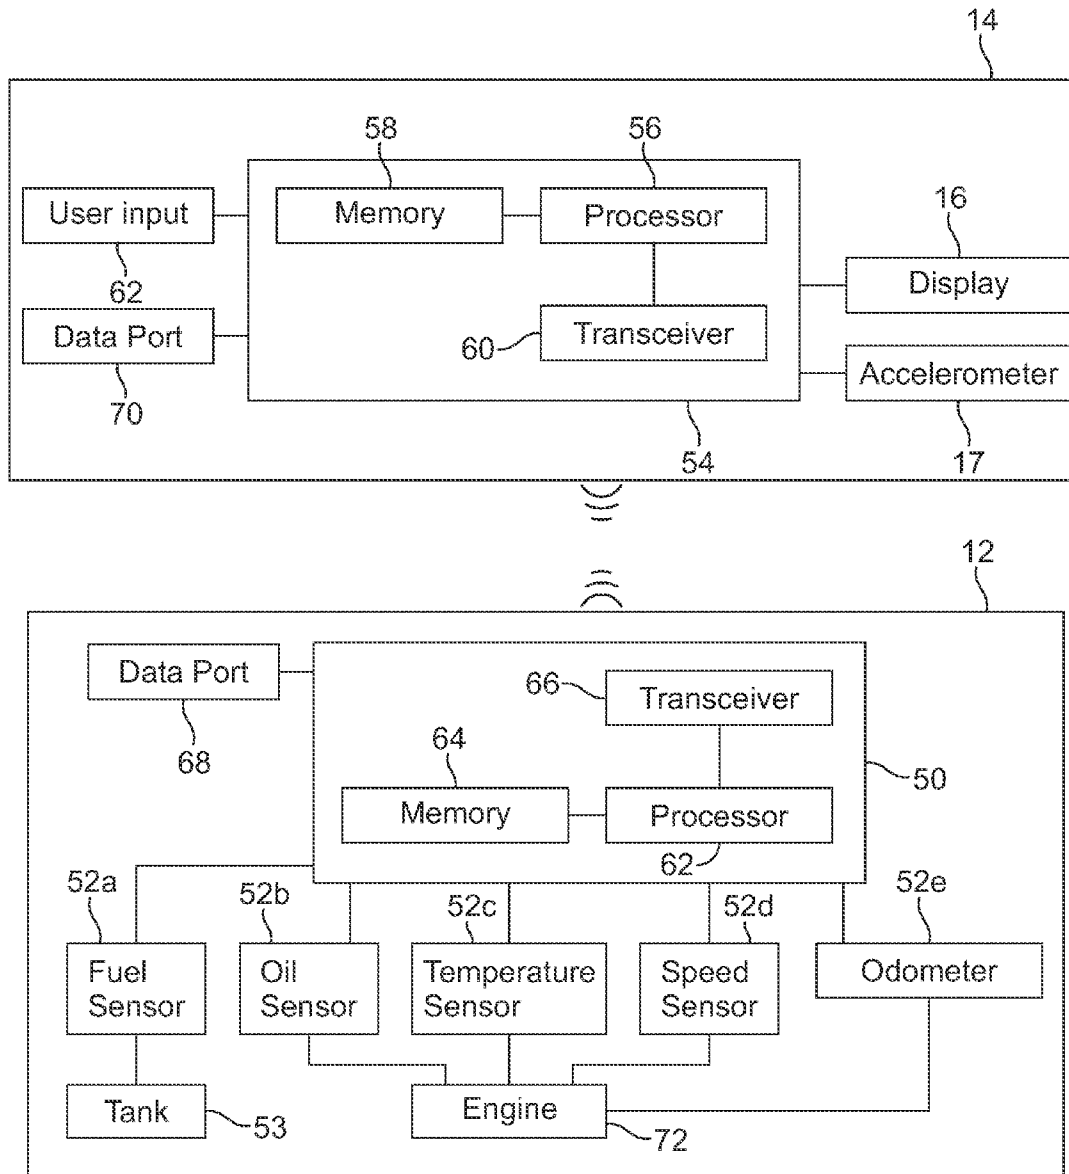 14
58
56
User input
Memory
Processor
16
62
Display
Data Port
60
Transceiver
Accelerometer
70
54
17
12
Data Port
66
Transceiver
68
64
50
Memory
Processor
62
52a
52b
52c
52d
52e
Fuel
Sensor
Oil
Sensor
Temperature
Sensor
Speed
Sensor
Odometer
Tank
53
Engine
72